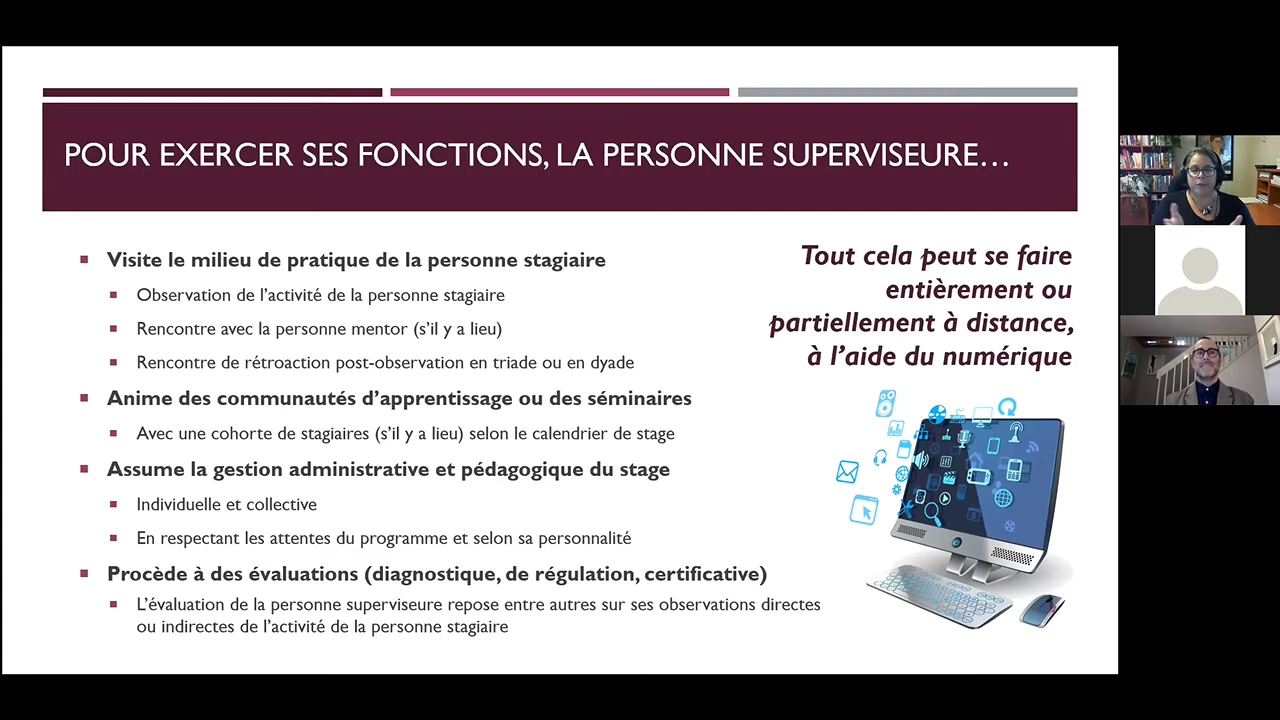 POUR EXERCER SES FONCTIONS, LA PERSONNE SUPERVISEURE…
Visite le milieu de pratique de la personne stagiaire
Observation de l’activité de la personne stagiaire
Rencontre avec la personne mentor (s’il y a lieu)
Rencontre de rétroaction post-observation en triade ou en dyade
Anime des communautés d’apprentissage ou des séminaires
Avec une cohorte de stagiaires (s’il y a lieu) selon le calendrier de stage
Assume la gestion administrative et pédagogique du stage
Individuelle et collective
En respectant les attentes du programme et selon sa personnalité
Procède à des évaluations (diagnostique, de régulation, certificative)
L’évaluation de la personne superviseure repose entre autres sur ses observations directes
ou indirectes de l’activité de la personne stagiaire
Tout cela peut se faire
entièrement ou
partiellement à distance,
à l’aide du numérique